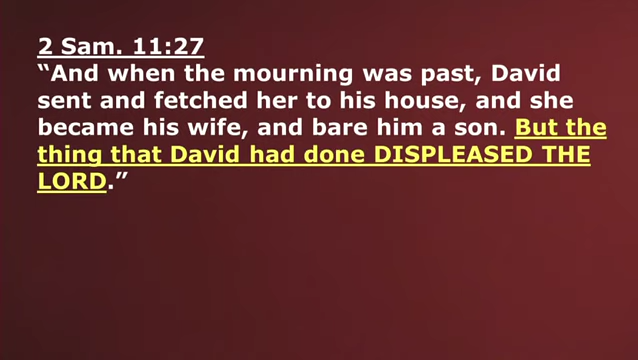 2 Sam. 11:27
“And when the mourning was past, David
sent and fetched her to his house, and she
became his wife, and bare him a son. But the
thing that David had done DISPLEASED THE
LORD.”